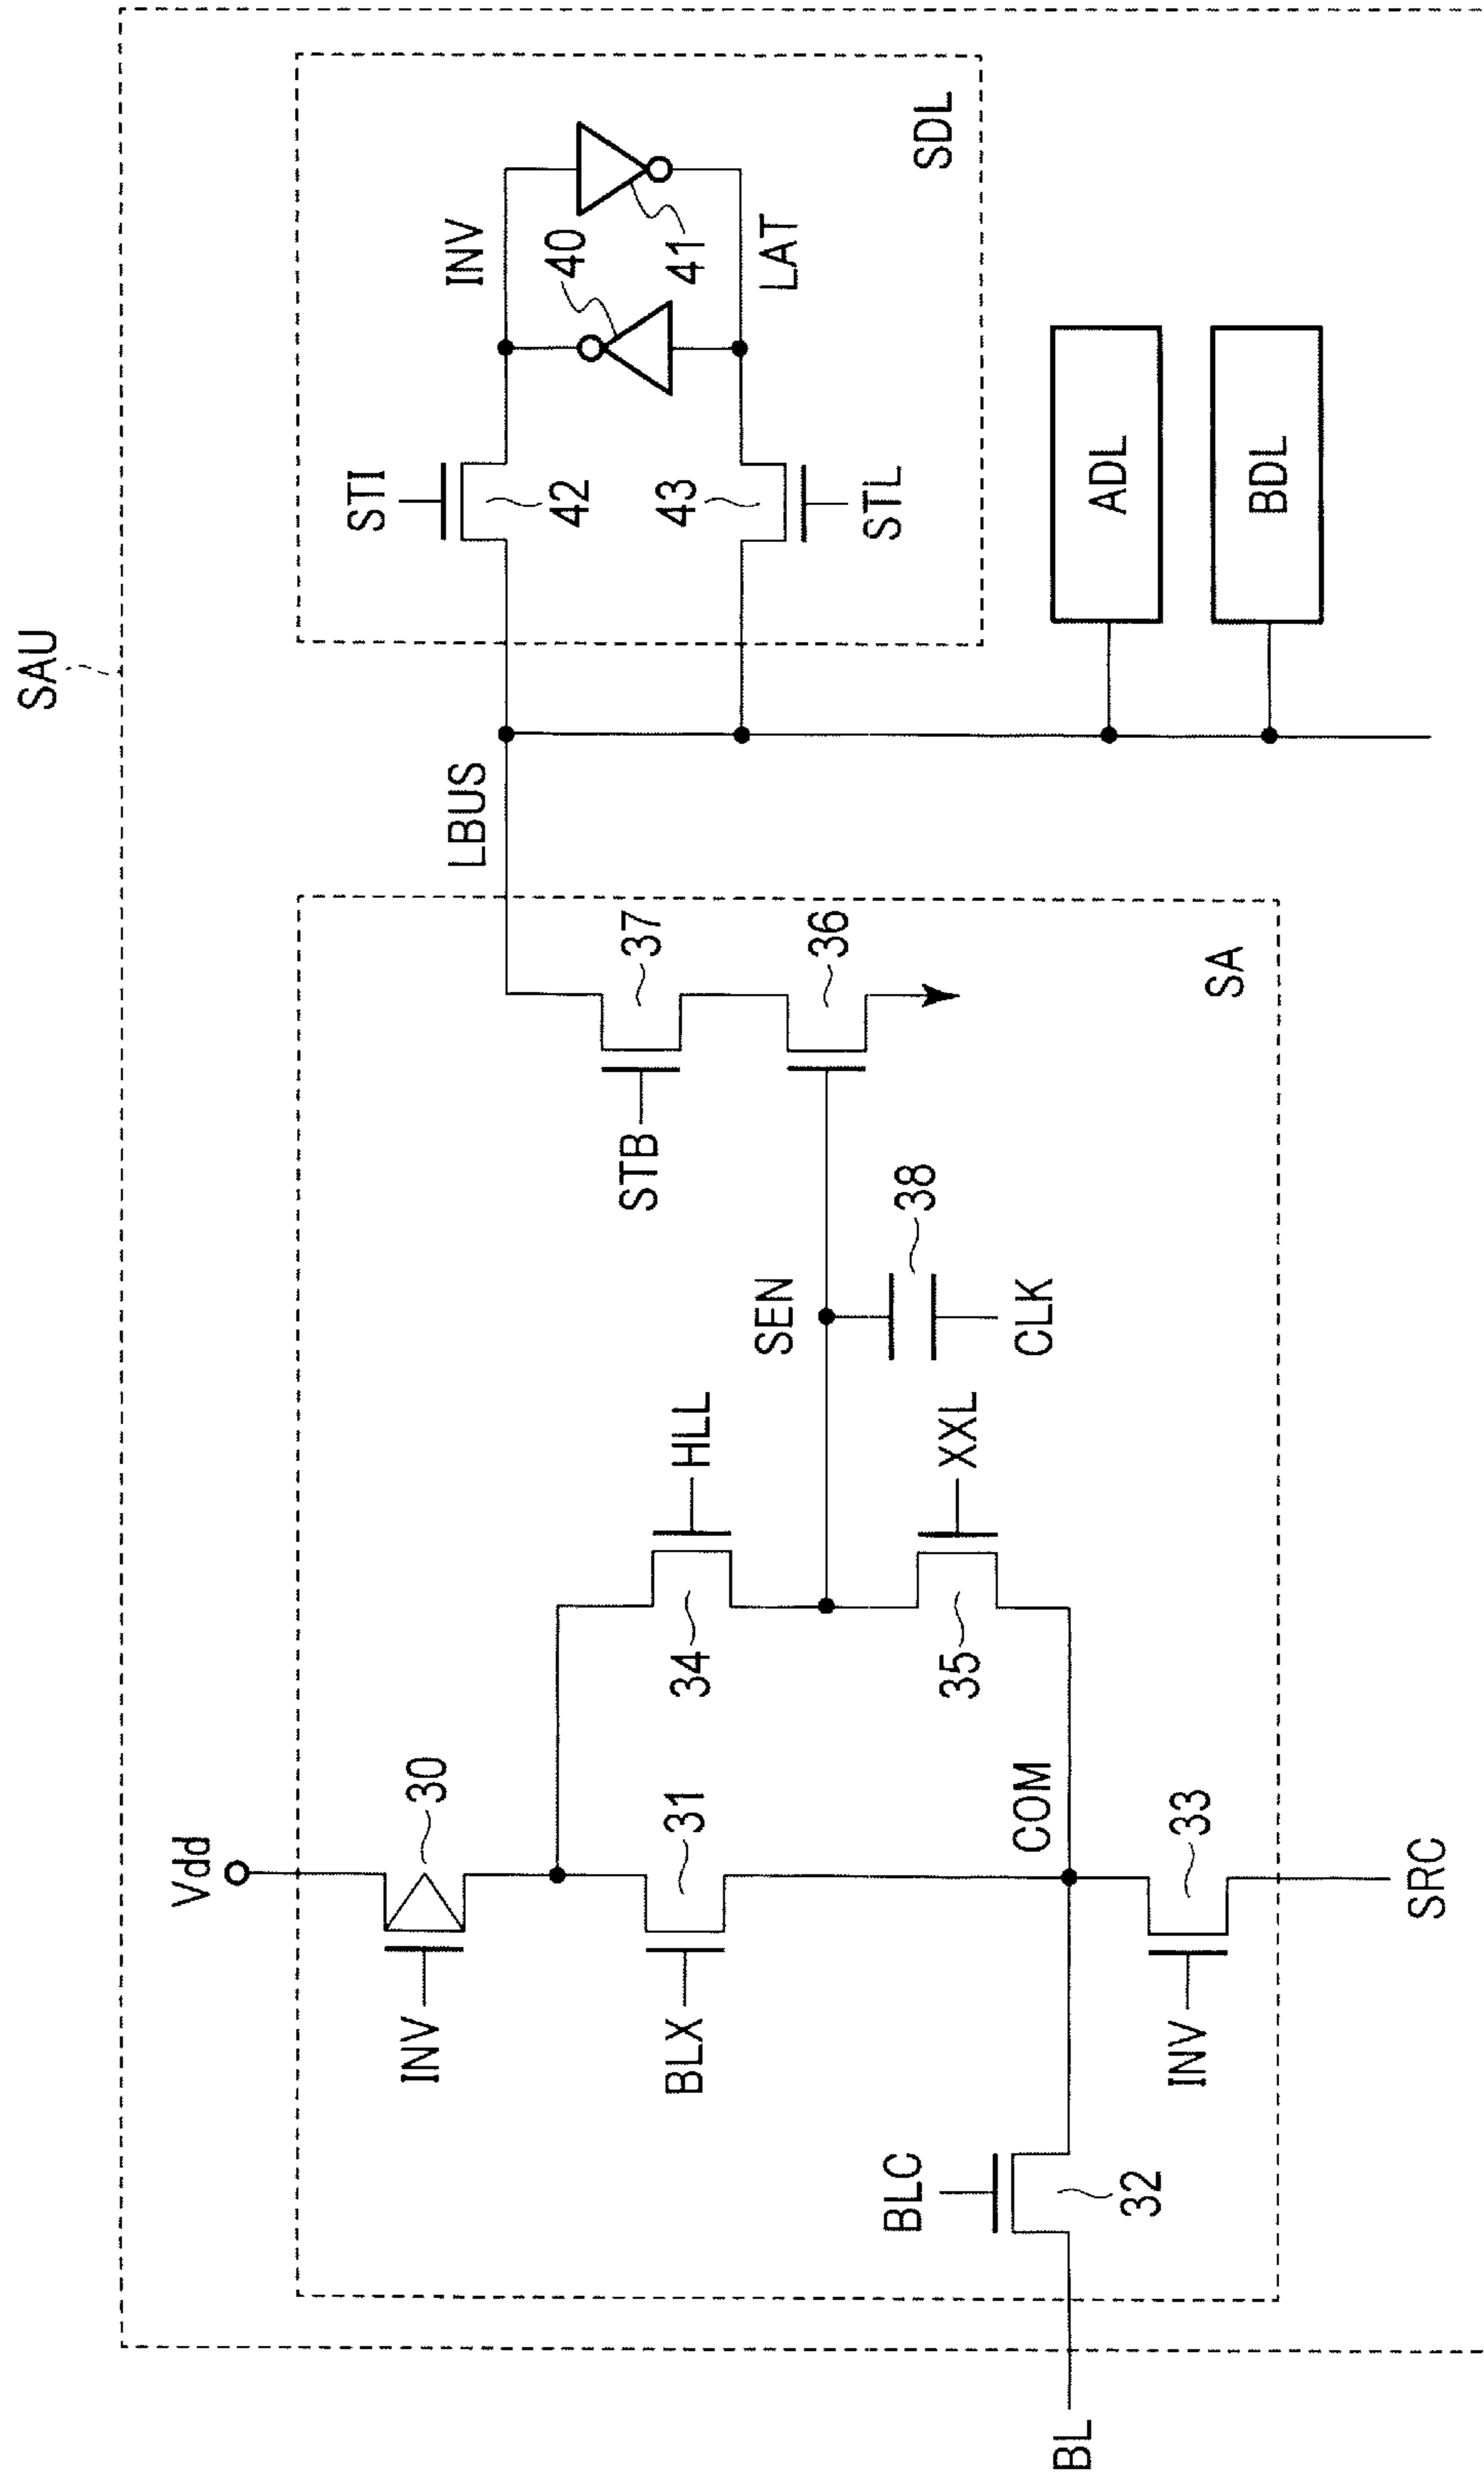 SAU
Vdd
INV
30
BLX
31
HLL
34
SEN
XXL
35
COM
BLC
32
BL
INV
33
SRC
38
CLK
STB
37
36
SA
LBUS
STI
42
INV
40
41
LAT
43
STL
SDL
ADL
BDL